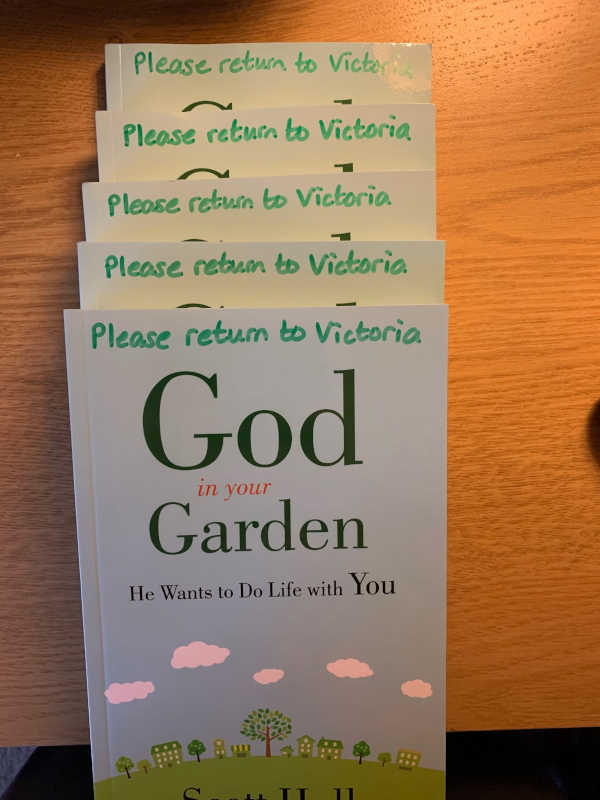 Please return to Victoria
Please return to Victoria
Please return to Victoria
Please return to Victoria
Please return to Victoria
God
in your
Garden
He Wants to Do Life with You
Scott